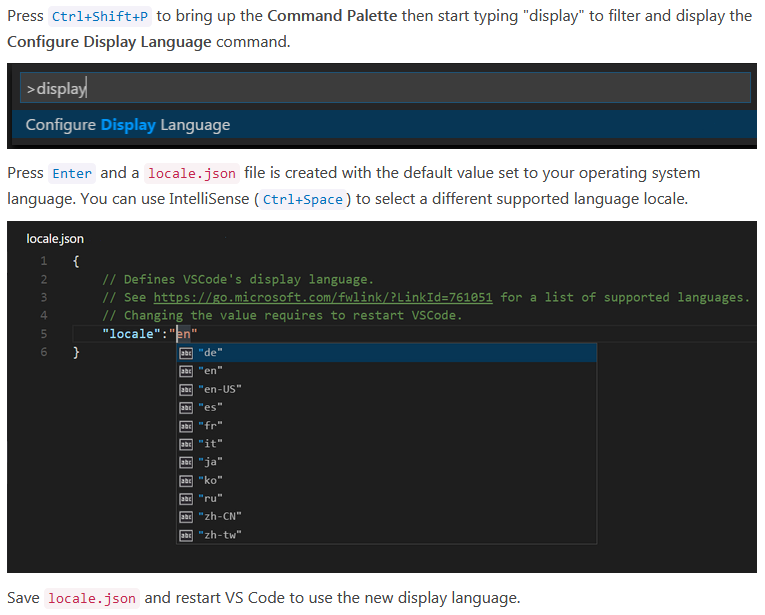 Press Ctrl+Shift+P to bring up the Command Palette then start typing "display" to filter and display the
Configure Display Language command.
>display
Configure Display Language
Press Enter and a locale.json file is created with the default value set to your operating system
language. You can use IntelliSense (Ctrl+Space) to select a different supported language locale.
locale.json
1 {
2 // Defines VSCode's display language.
3 // See https://go.microsoft.com/fwlink/?LinkId=761051 for a list of supported languages.
4 // Changing the value requires to restart VSCode.
5 "locale":"en"
6 }
abc "de"
abc "en"
abc "en-US"
abc "es"
abc "fr"
abc "it"
abc "ja"
abc "ko"
abc "ru"
abc "zh-CN"
abc "zh-tw"
Save locale.json and restart VS Code to use the new display language.